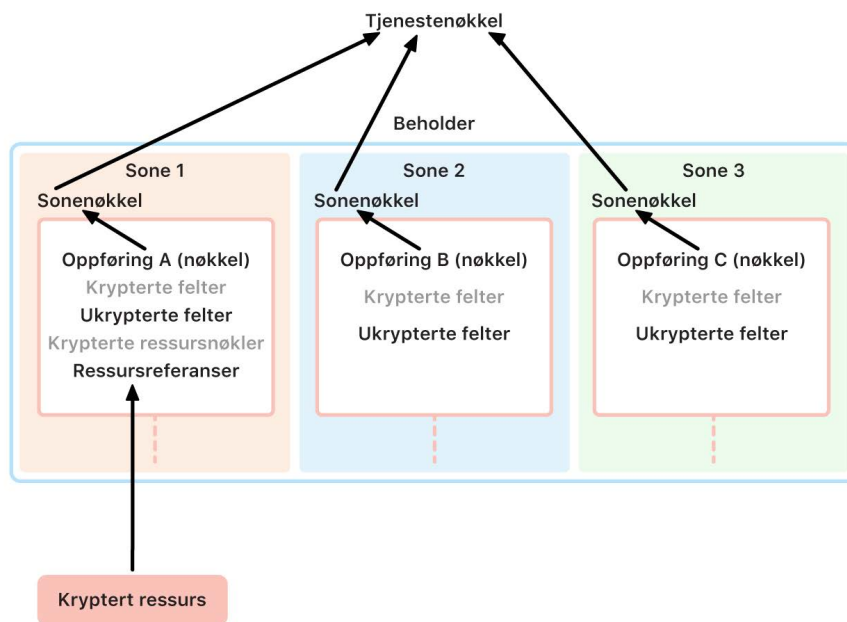 Tjenestenøkkel
Beholder
Sone 1
Sonenøkkel
Oppføring A (nøkkel)
Krypterte felter
Ukrypterte felter
Krypterte ressursnøkler
Ressursreferanser
Sone 2
Sonenøkkel
Oppføring B (nøkkel)
Krypterte felter
Ukrypterte felter
Sone 3
Sonenøkkel
Oppføring C (nøkkel)
Krypterte felter
Ukrypterte felter
Kryptert ressurs